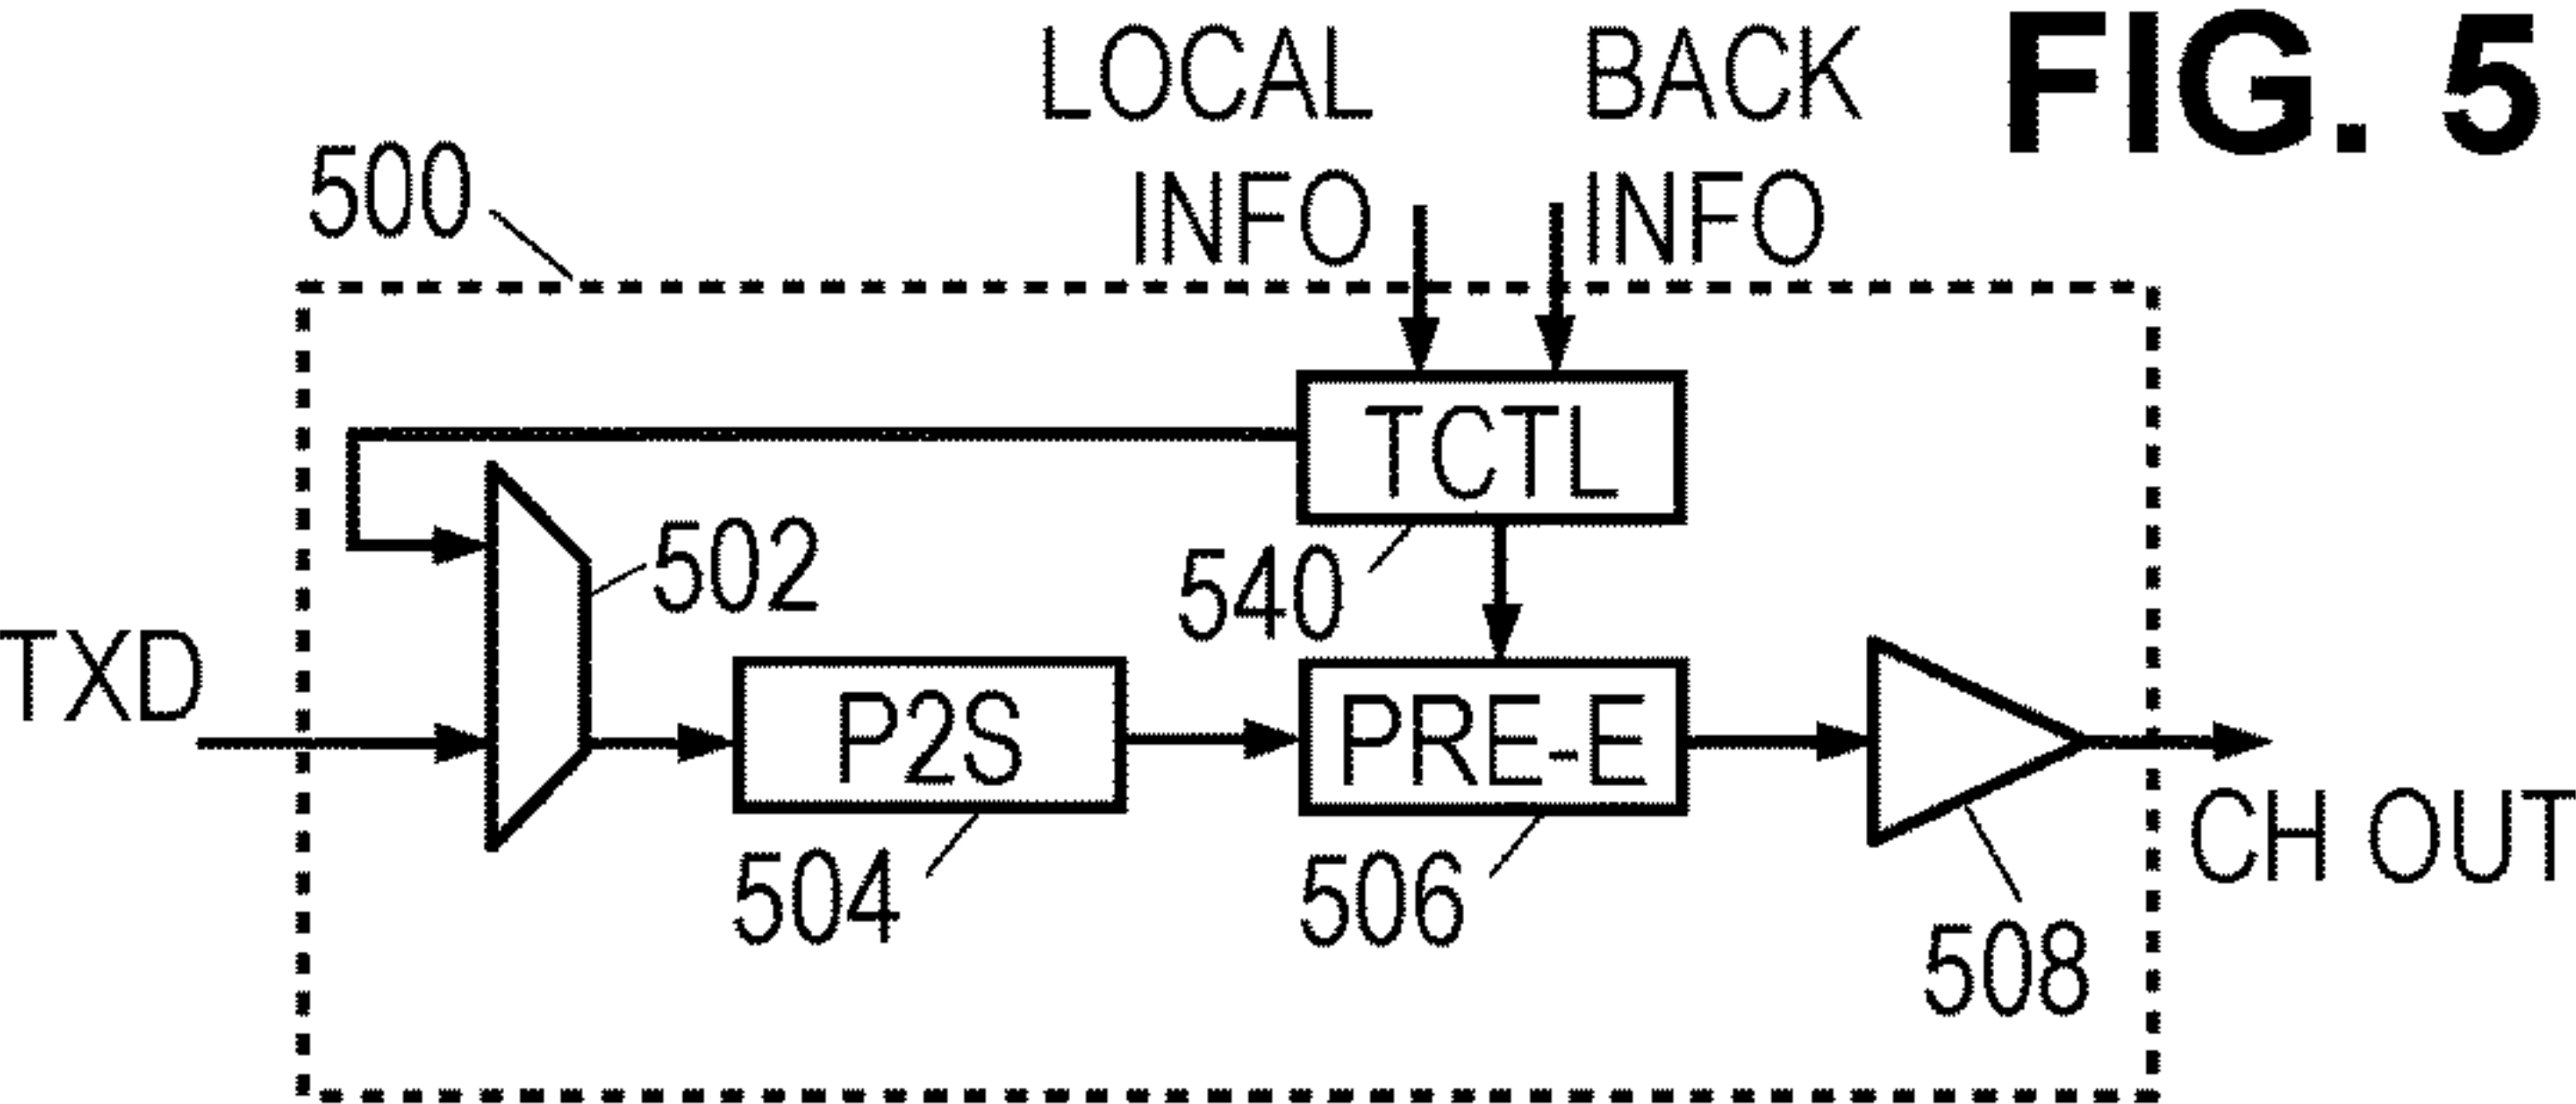 FIG. 5
LOCAL
INFO
BACK
INFO
500
TCTL
540
502
TXD
P2S
504
PRE-E
506
508
CH OUT